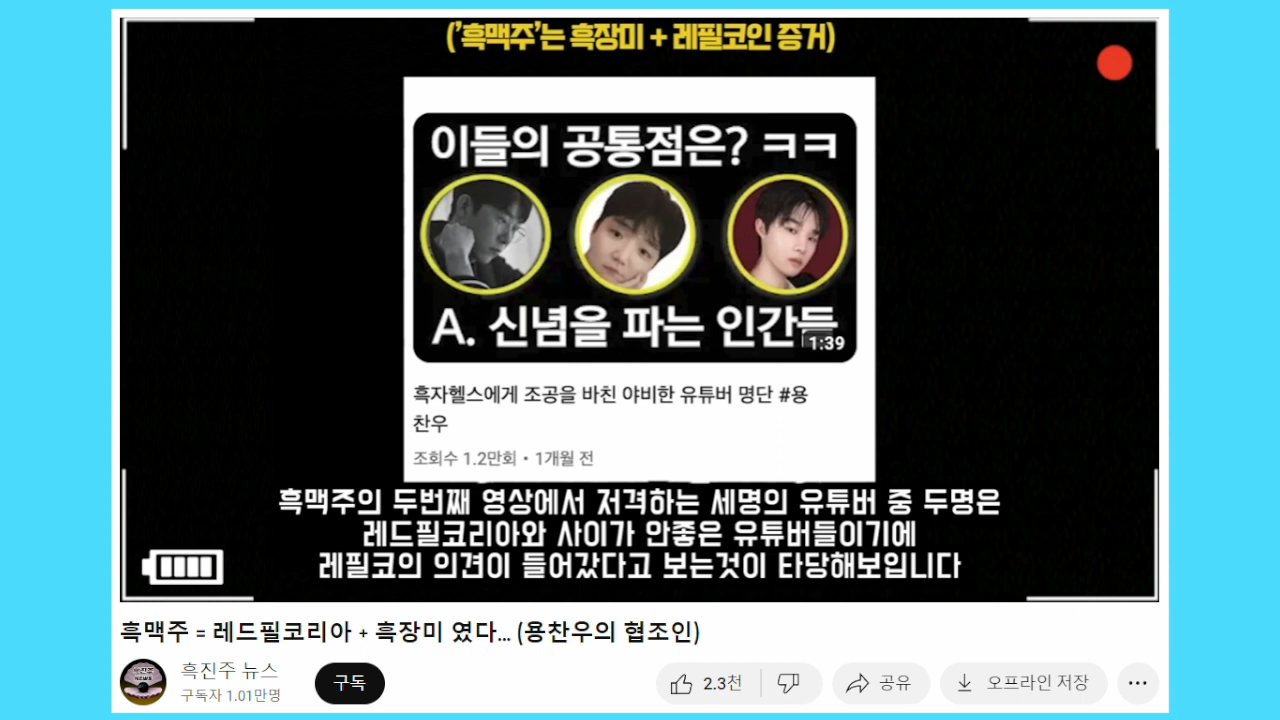 ('흑맥주'는 흑장미 + 레필코인 증거)
이들의 공통점은? ㅋㅋ
A. 신념을 파는 인간들
1:39
흑자헬스에게 조공을 바친 야비한 유튜버 명단 #용
찬우
조회수 1.2만회 • 1개월 전
흑맥주의 두번째 영상에서 저격하는 세명의 유튜버 중 두명은
레드필코리아와 사이가 안좋은 유튜버들이기에
레필코의 의견이 들어갔다고 보는것이 타당해보입니다
흑맥주 = 레드필코리아 + 흑장미 였다... (용찬우의 협조인)
흑진주 뉴스
구독자 1.01만명
구독
2.3천
공유
오프라인 저장
흑진주
NEWS